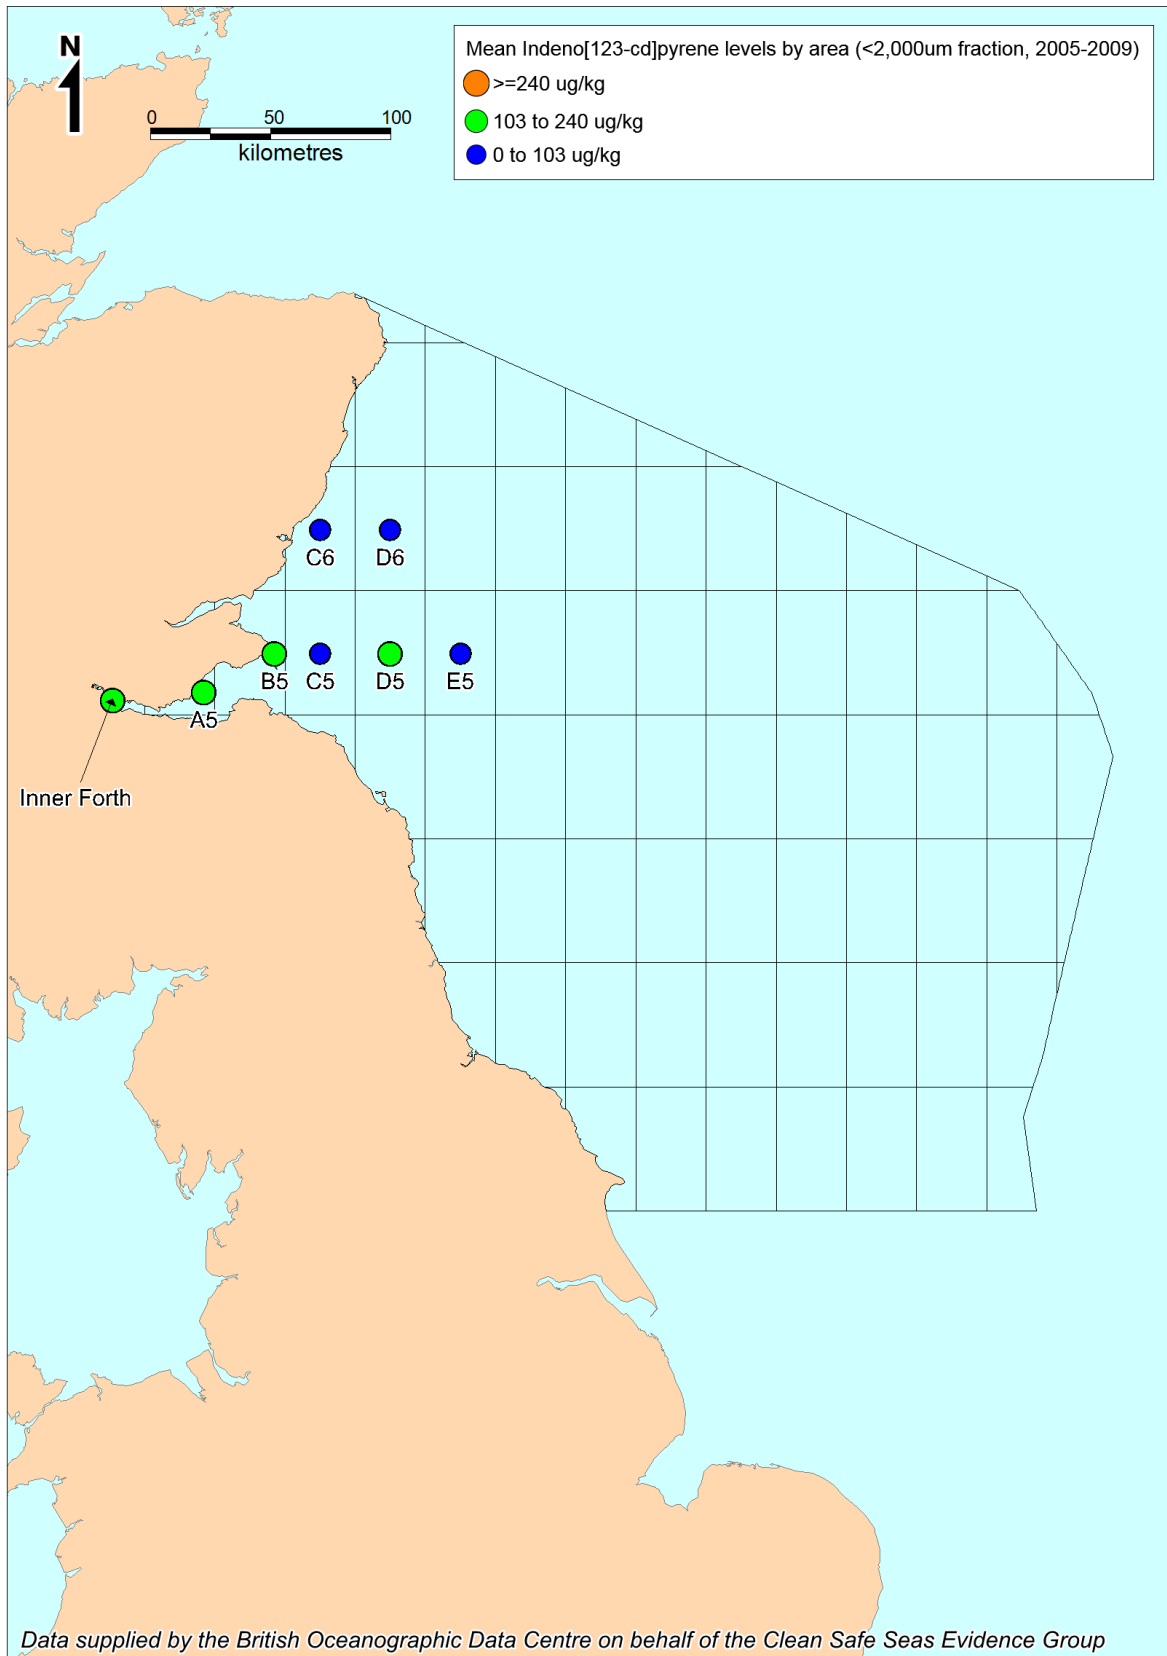 N
0 50 100
kilometres
Mean Indeno[123-cd]pyrene levels by area (<2,000um fraction, 2005-2009)
>=240 ug/kg
103 to 240 ug/kg
0 to 103 ug/kg
C6 D6
B5 C5 D5 E5
A5
Inner Forth
Data supplied by the British Oceanographic Data Centre on behalf of the Clean Safe Seas Evidence Group